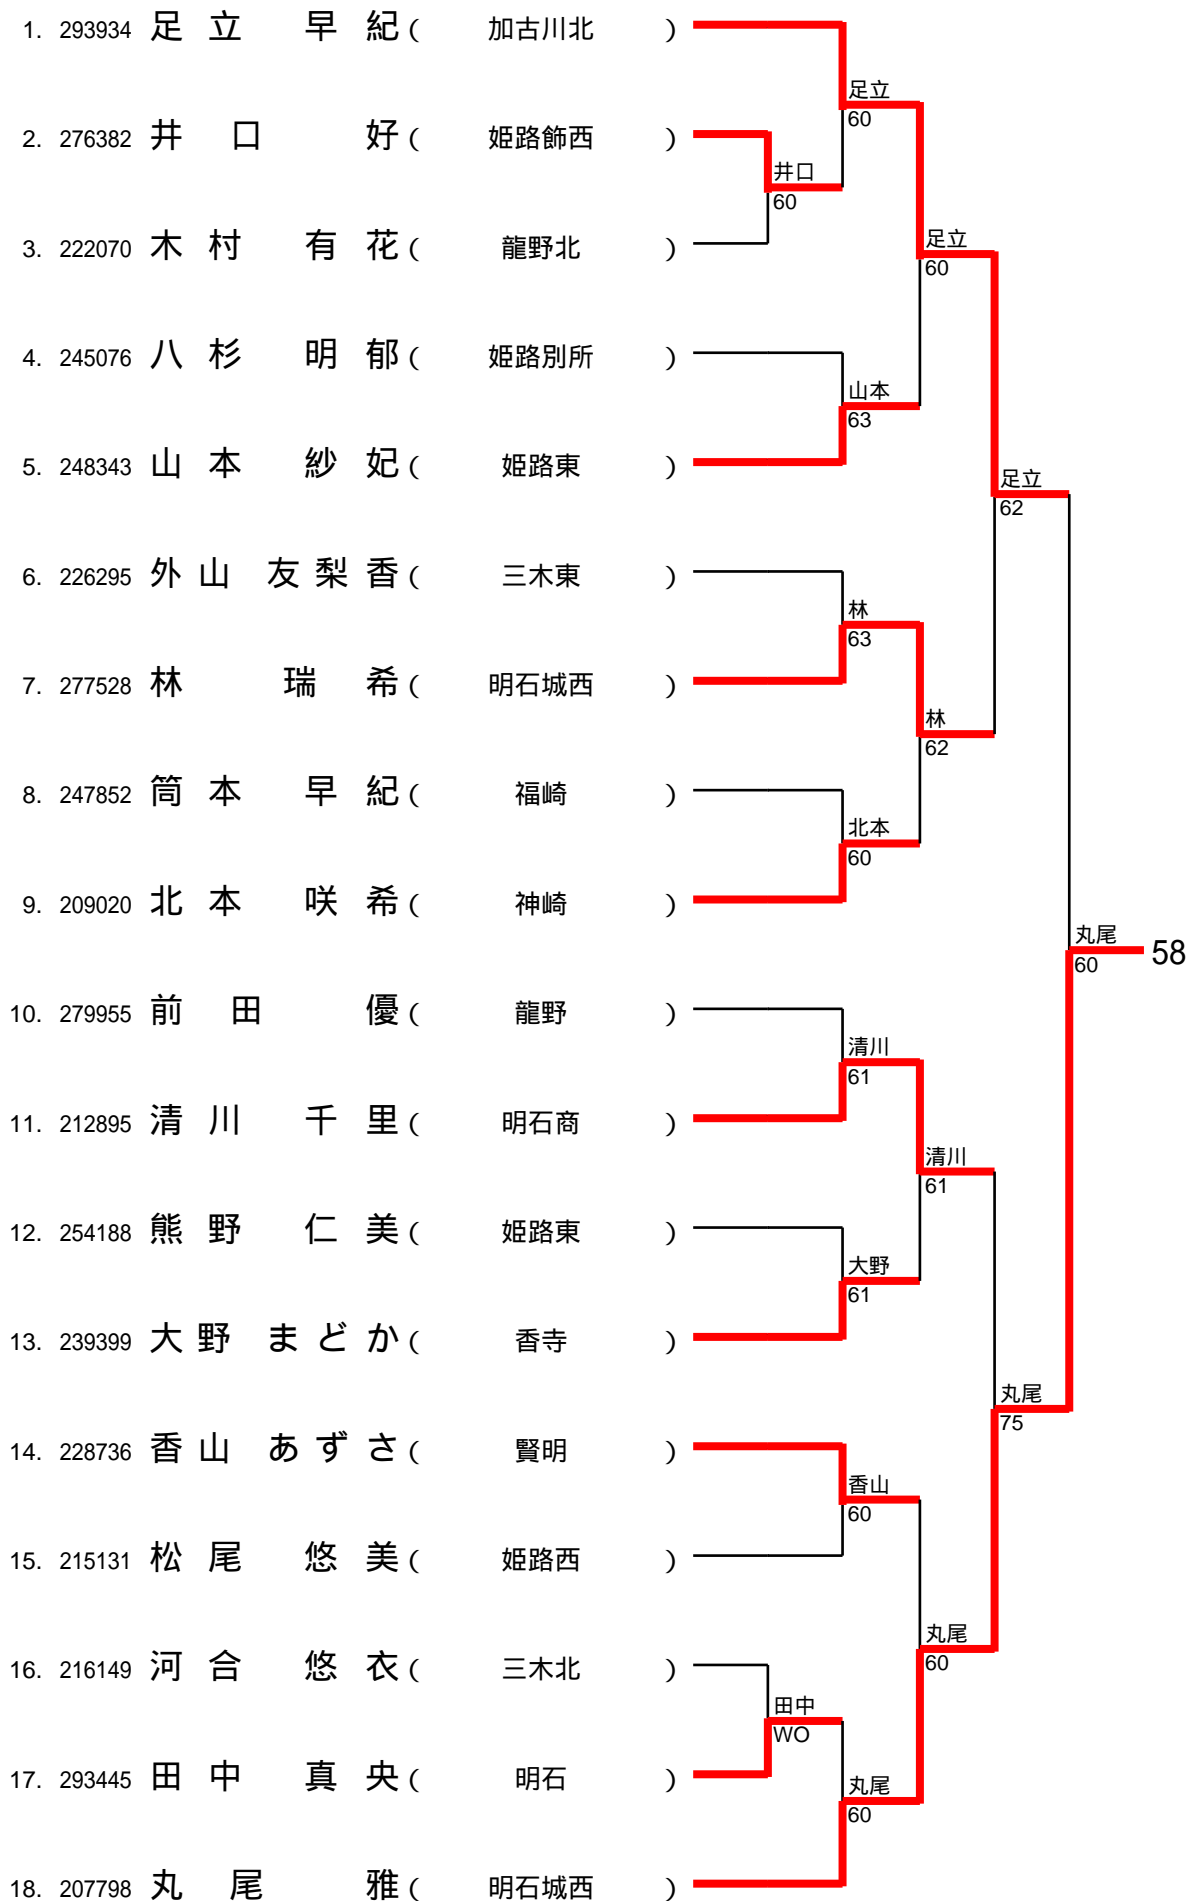 1. 293934 足立 早紀 ( 加古川北 )
足立
60
2. 276382 井口 好 ( 姫路飾西 )
井口
60
3. 222070 木村 有花 ( 龍野北 )
足立
60
4. 245076 八杉 明郁 ( 姫路別所 )
山本
63
5. 248343 山本 紗妃 ( 姫路東 )
足立
62
6. 226295 外山 友梨香 ( 三木東 )
林
63
7. 277528 林 瑞希 ( 明石城西 )
林
62
8. 247852 筒本 早紀 ( 福崎 )
北本
60
9. 209020 北本 咲希 ( 神崎 )
丸尾
60
58
10. 279955 前田 優 ( 龍野 )
清川
61
11. 212895 清川 千里 ( 明石商 )
清川
61
12. 254188 熊野 仁美 ( 姫路東 )
大野
61
13. 239399 大野 まどか ( 香寺 )
丸尾
75
14. 228736 香山 あずさ ( 賢明 )
香山
60
15. 215131 松尾 悠美 ( 姫路西 )
丸尾
60
16. 216149 河合 悠衣 ( 三木北 )
田中
WO
17. 293445 田中 真央 ( 明石 )
丸尾
60
18. 207798 丸尾 雅 ( 明石城西 )